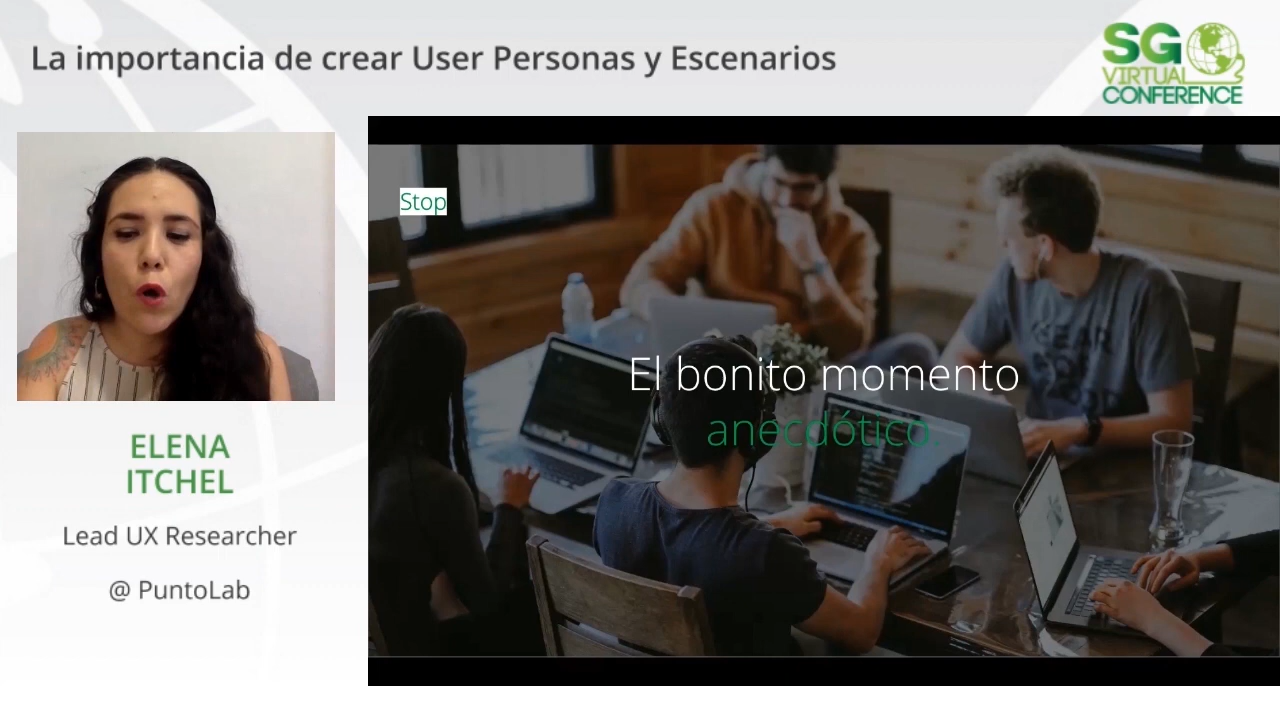 La importancia de crear User Personas y Escenarios
SG
VIRTUAL
CONFERENCE
Stop
El bonito momento
anecdótico.
ELENA
ITCHEL
Lead UX Researcher
@ PuntoLab